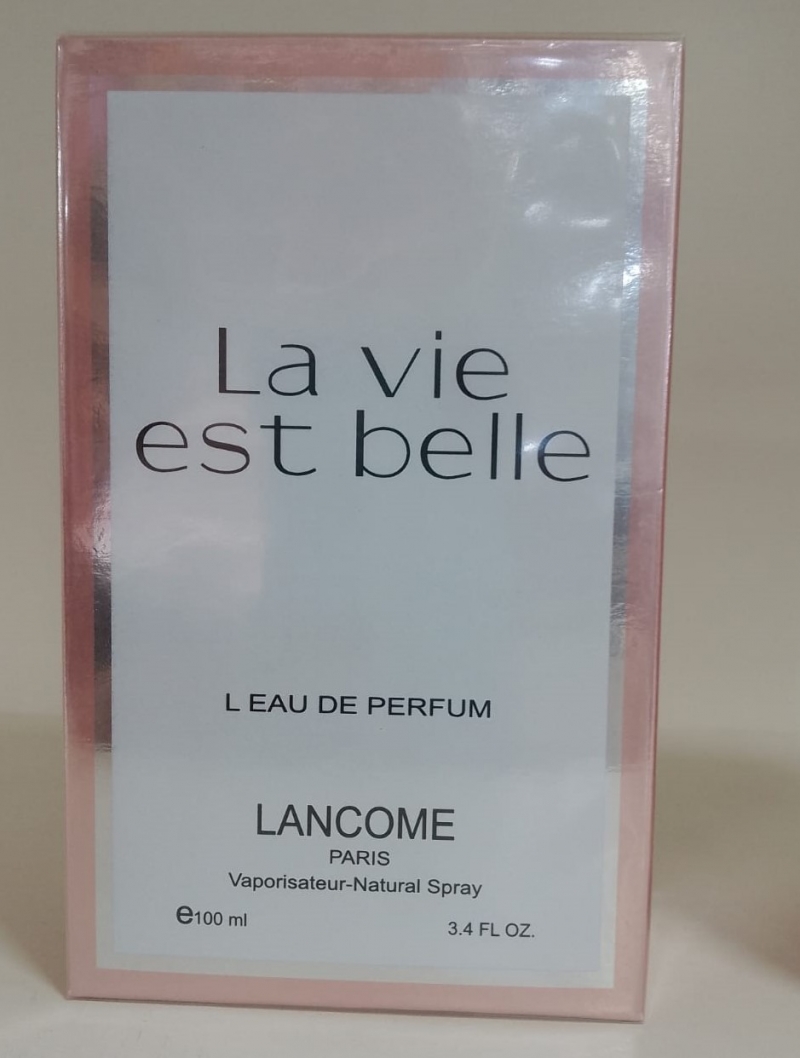 La vie
est belle
L EAU DE PERFUM
LANCOME
PARIS
Vaporisateur-Natural Spray
e100 ml 3.4 FL OZ.